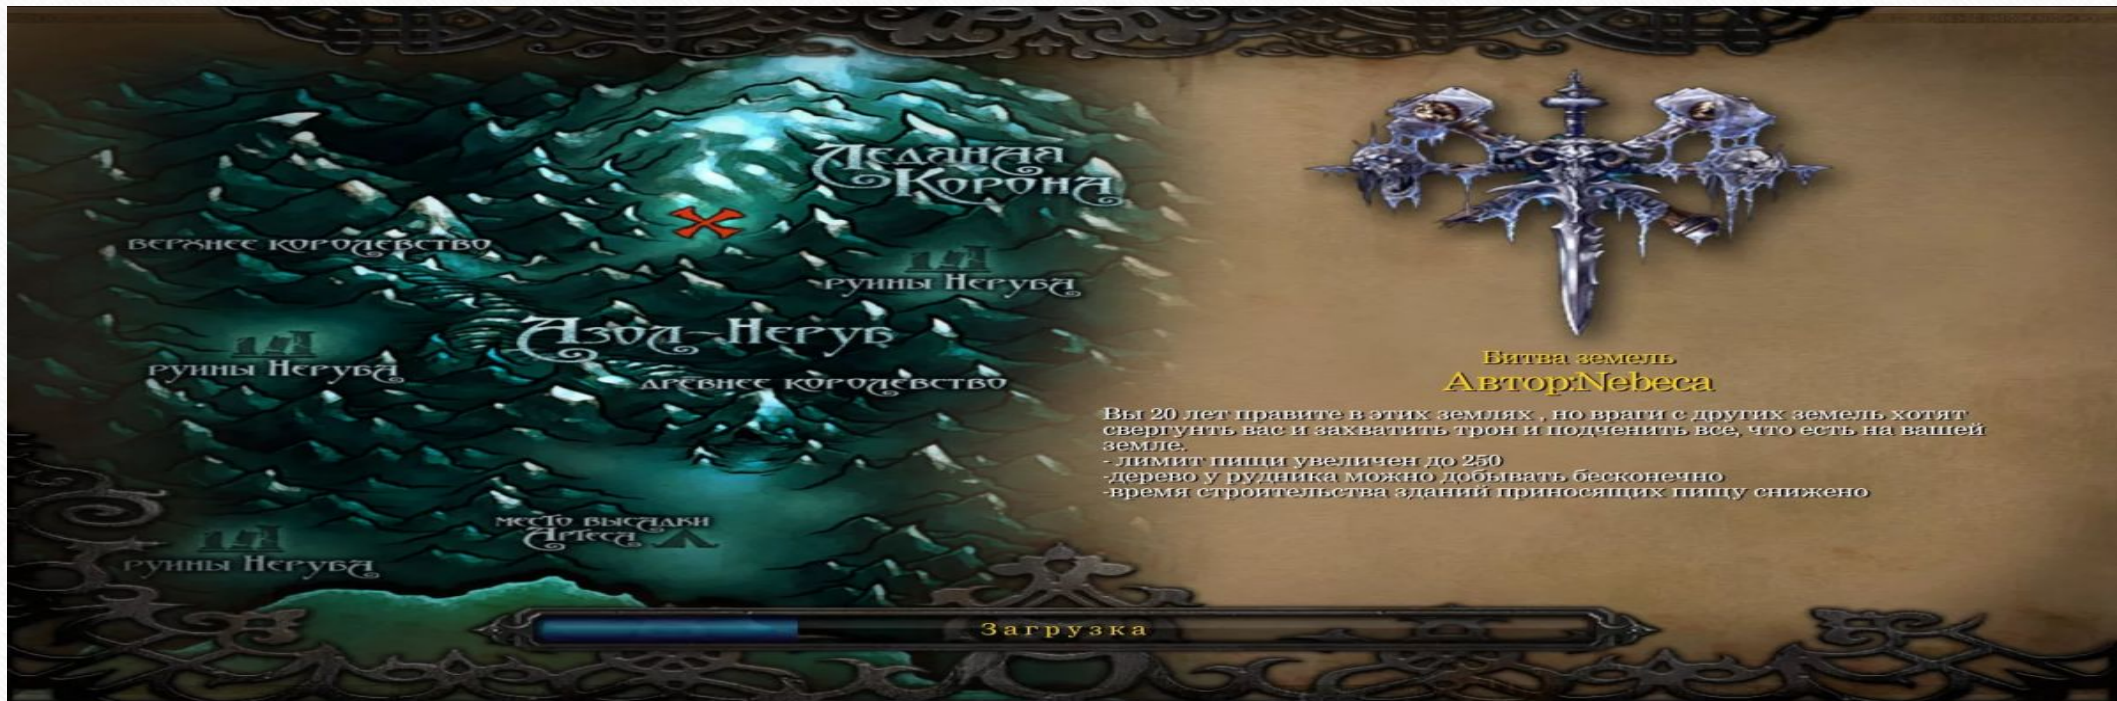 Ледяная
Корона
верхнее королевство
руины Неруба
Азол-Неруб
руины Неруба
древнее королевство
место высадки
Артеса
руины Неруба
Битва земель
Автор:Nebeca
Вы 20 лет правите в этих землях , но враги с других земель хотят
свергунть вас и захватить трон и подченить все, что есть на вашей
земле.
- лимит пищи увеличен до 250
-дерево у рудника можно добывать бесконечно
-время строительства зданий приносящих пищу снижено
Загрузка